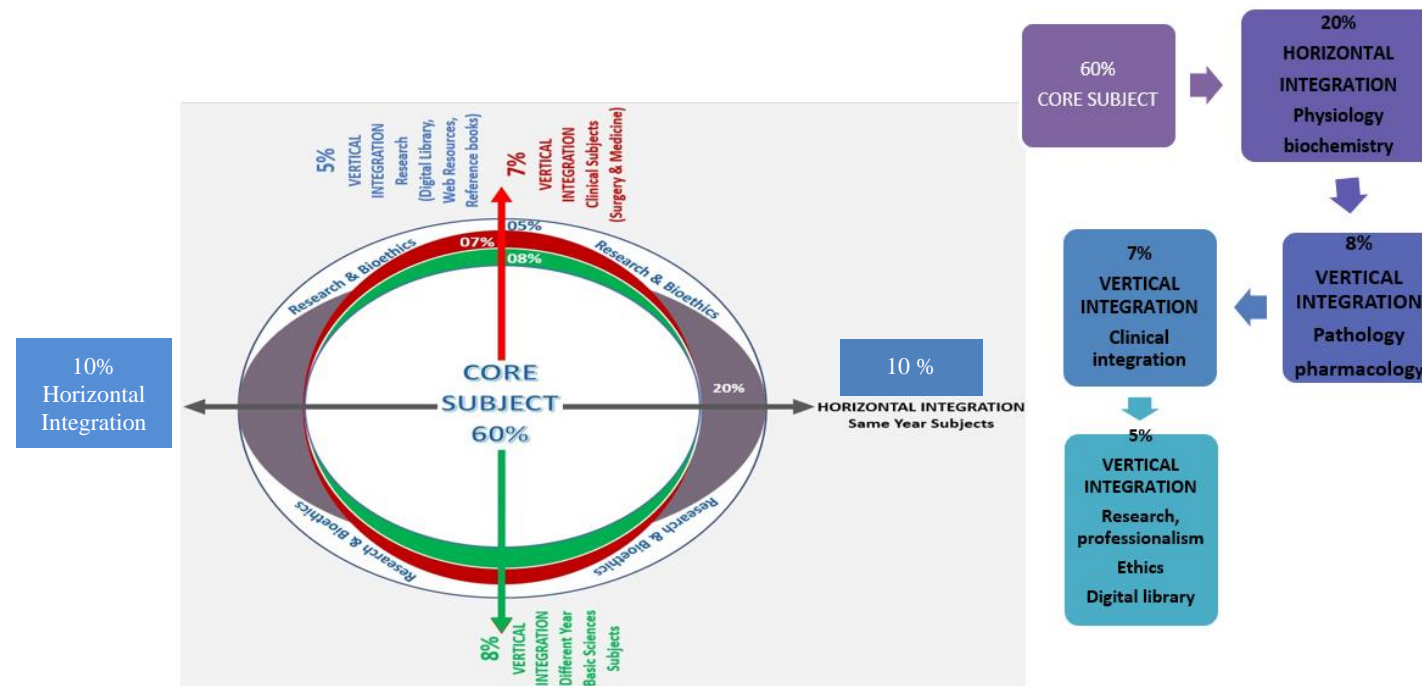 5%
VERTICAL
INTEGRATION
Research
(Digital Library,
Web Resources,
Reference books)
7%
VERTICAL
INTEGRATION
Clinical Subjects
(Surgery & Medicine)
05%
07%
08%
Research & Bioethics
Research & Bioethics
10%
Horizontal
Integration
CORE
SUBJECT
60%
20%
10 %
HORIZONTAL INTEGRATION
Same Year Subjects
Research & Bioethics
Research & Bioethics
8%
VERTICAL
INTEGRATION
Different Year
Basic Sciences
Subjects
60%
CORE SUBJECT
20%
HORIZONTAL
INTEGRATION
Physiology
biochemistry
8%
VERTICAL
INTEGRATION
Pathology
pharmacology
7%
VERTICAL
INTEGRATION
Clinical
integration
5%
VERTICAL
INTEGRATION
Research,
professionalism
Ethics
Digital library